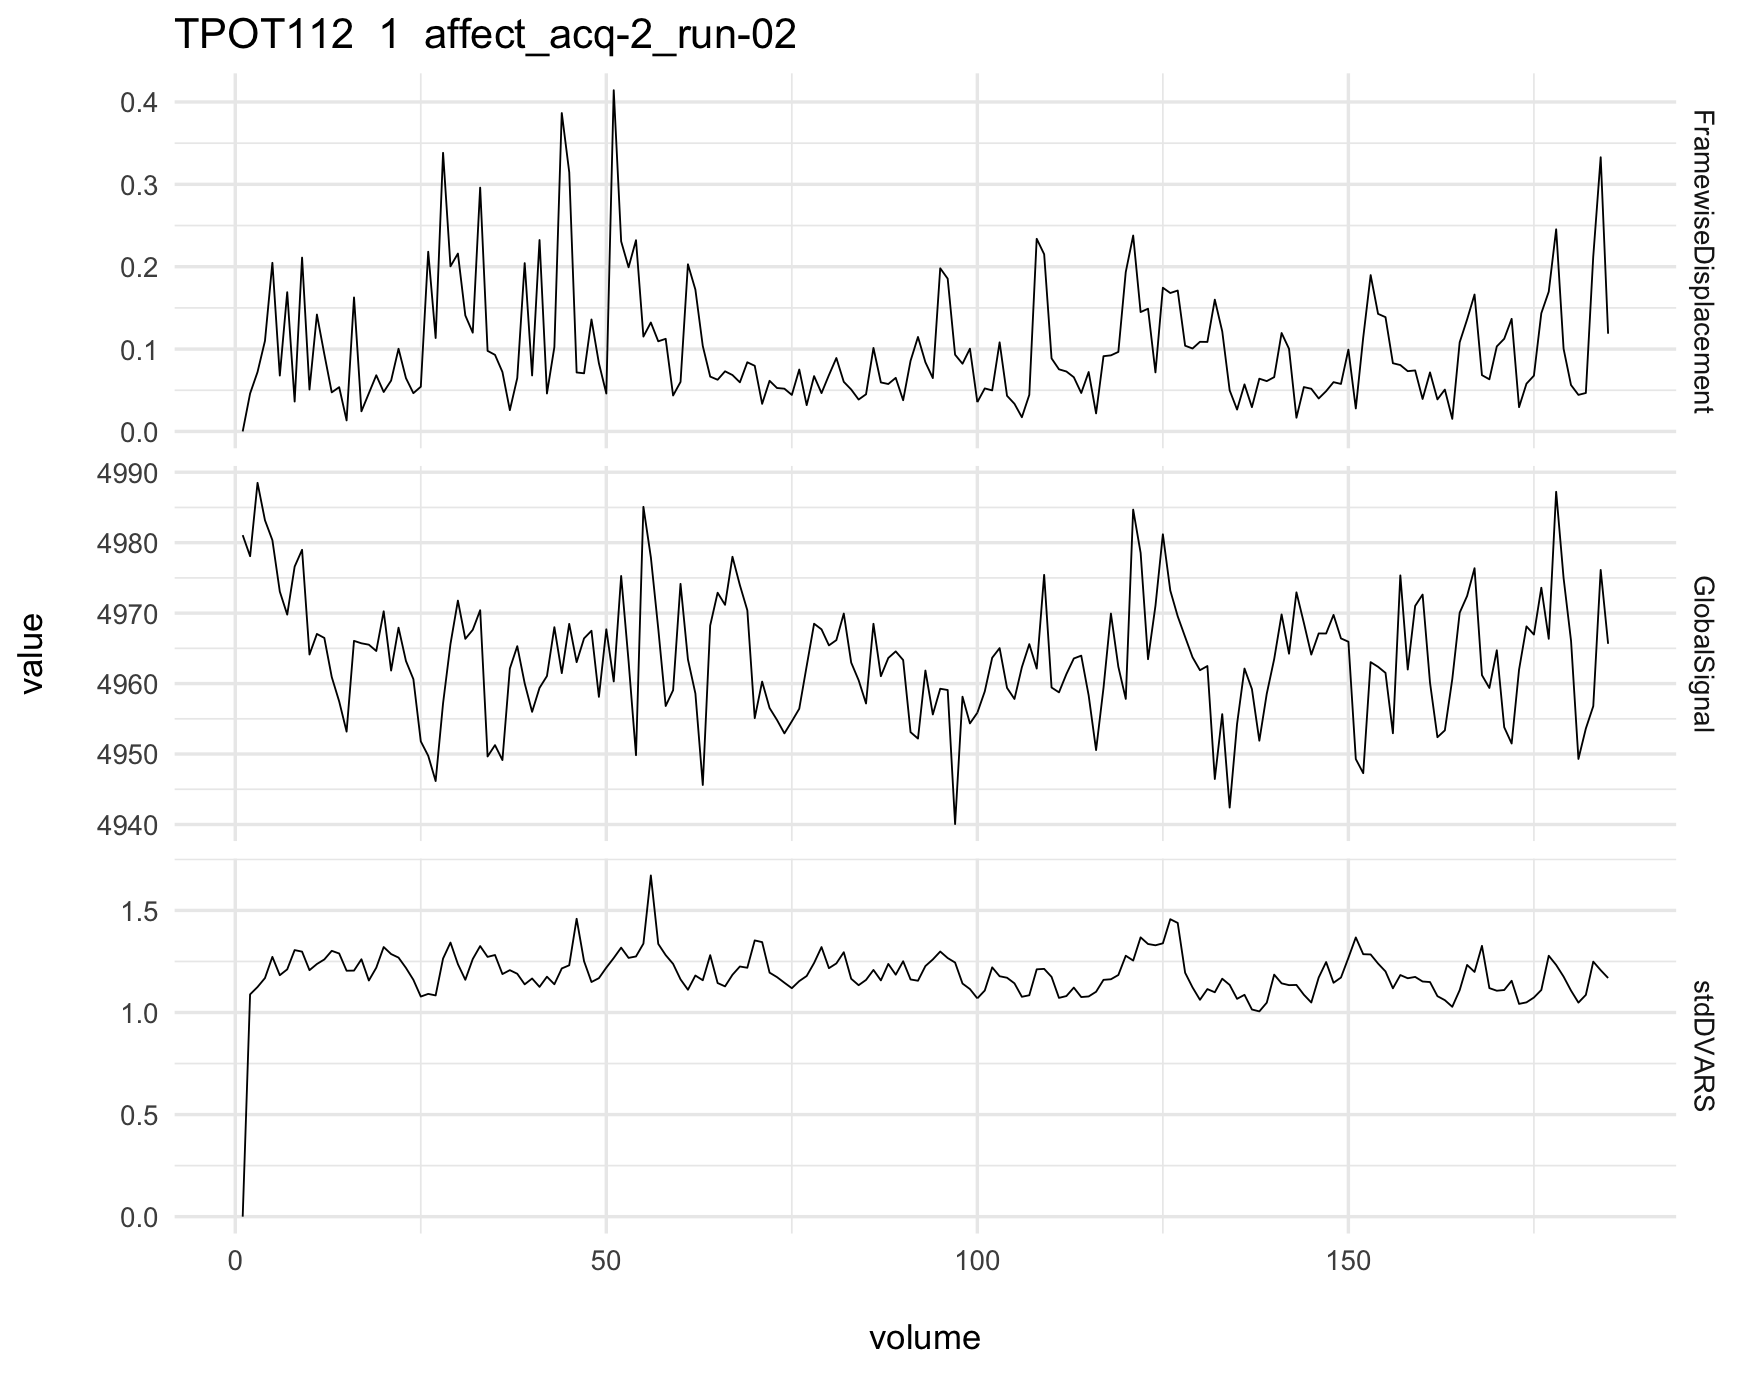 TPOT112  1  affect_acq-2_run-02
0.4
0.3
0.2
0.1
0.0
FramewiseDisplacement
4990
4980
4970
4960
4950
4940
GlobalSignal
value
1.5
1.0
0.5
0.0
stdDVARS
0 50 100 150
volume